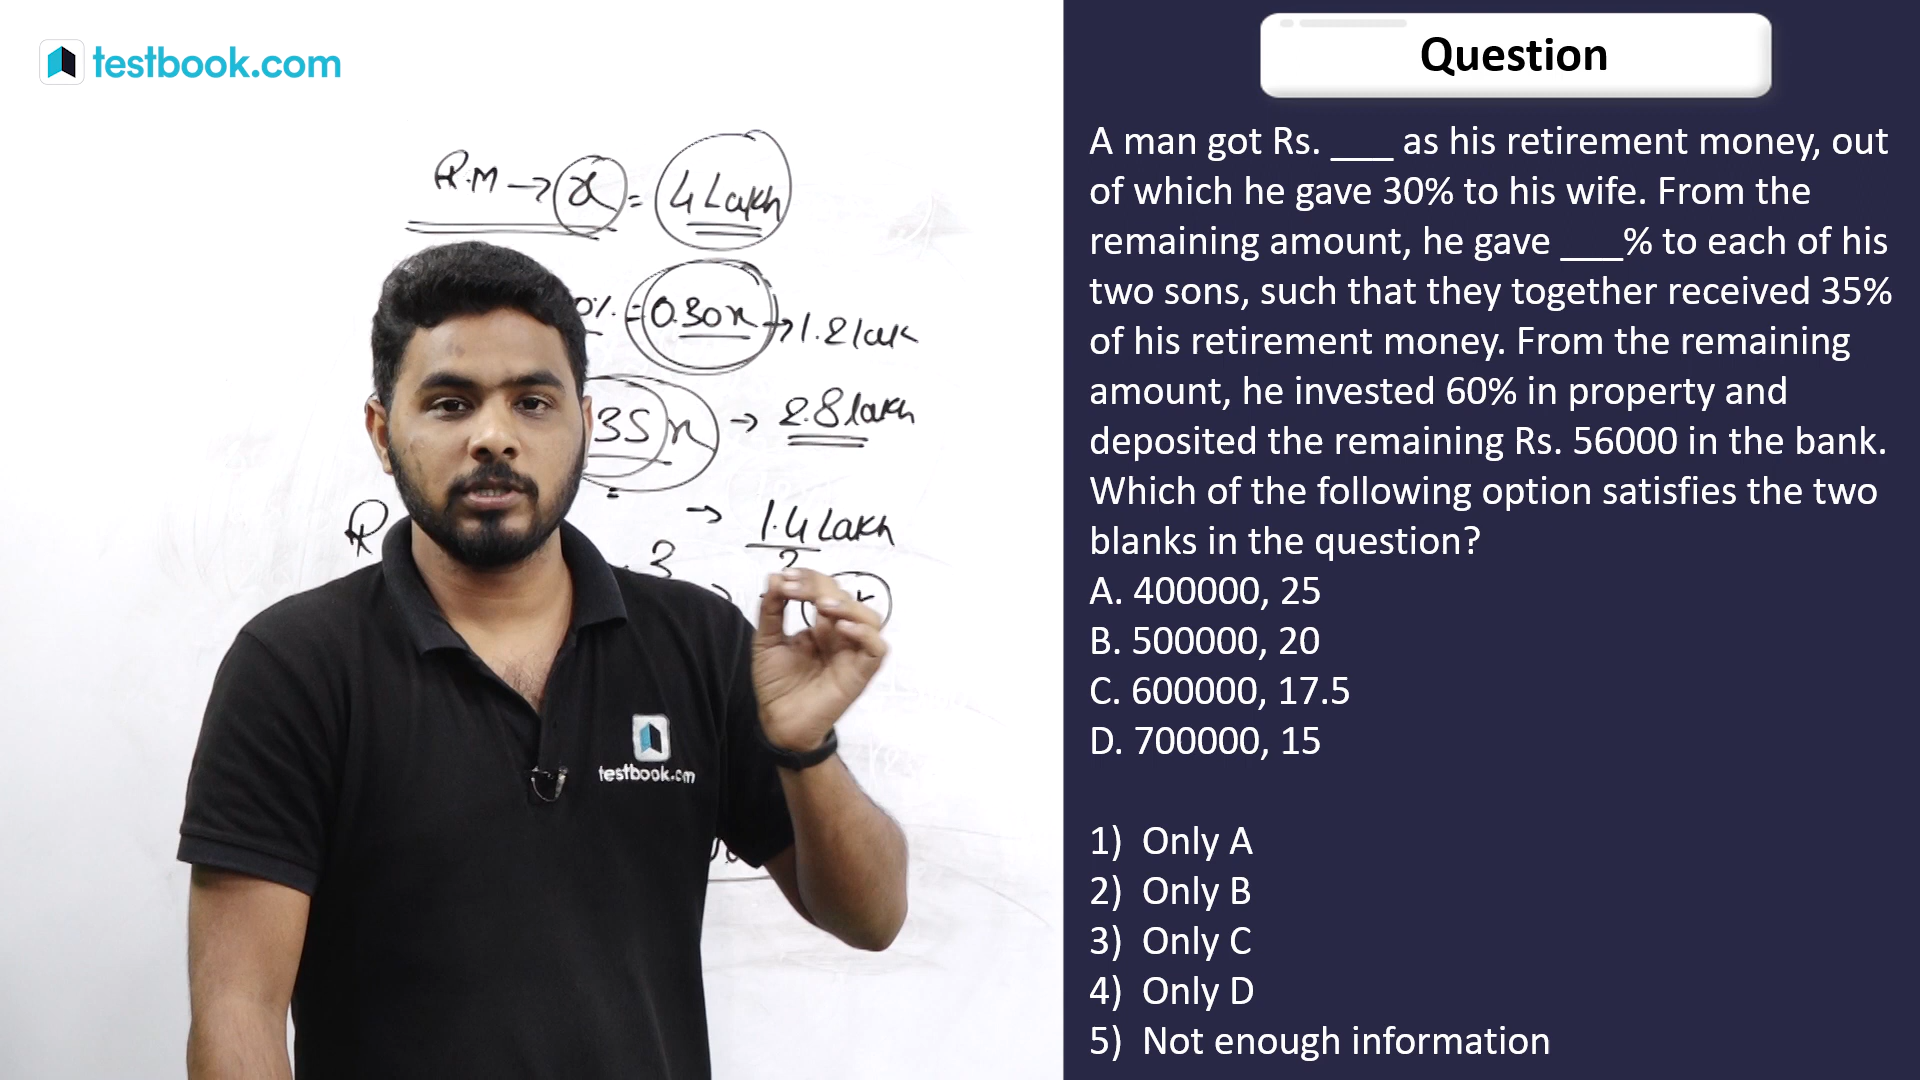 testbook.com
Question
A man got Rs. ___ as his retirement money, out
of which he gave 30% to his wife. From the
remaining amount, he gave ___% to each of his
two sons, such that they together received 35%
of his retirement money. From the remaining
amount, he invested 60% in property and
deposited the remaining Rs. 56000 in the bank.
Which of the following option satisfies the two
blanks in the question?
A. 400000, 25
B. 500000, 20
C. 600000, 17.5
D. 700000, 15
1) Only A
2) Only B
3) Only C
4) Only D
5) Not enough information
R.M → x = 4 Lakh
0%. = 0.30x → 1.2 lak
35 x → 2.8 lakh
→ 1.4 Lakh
testbook.com